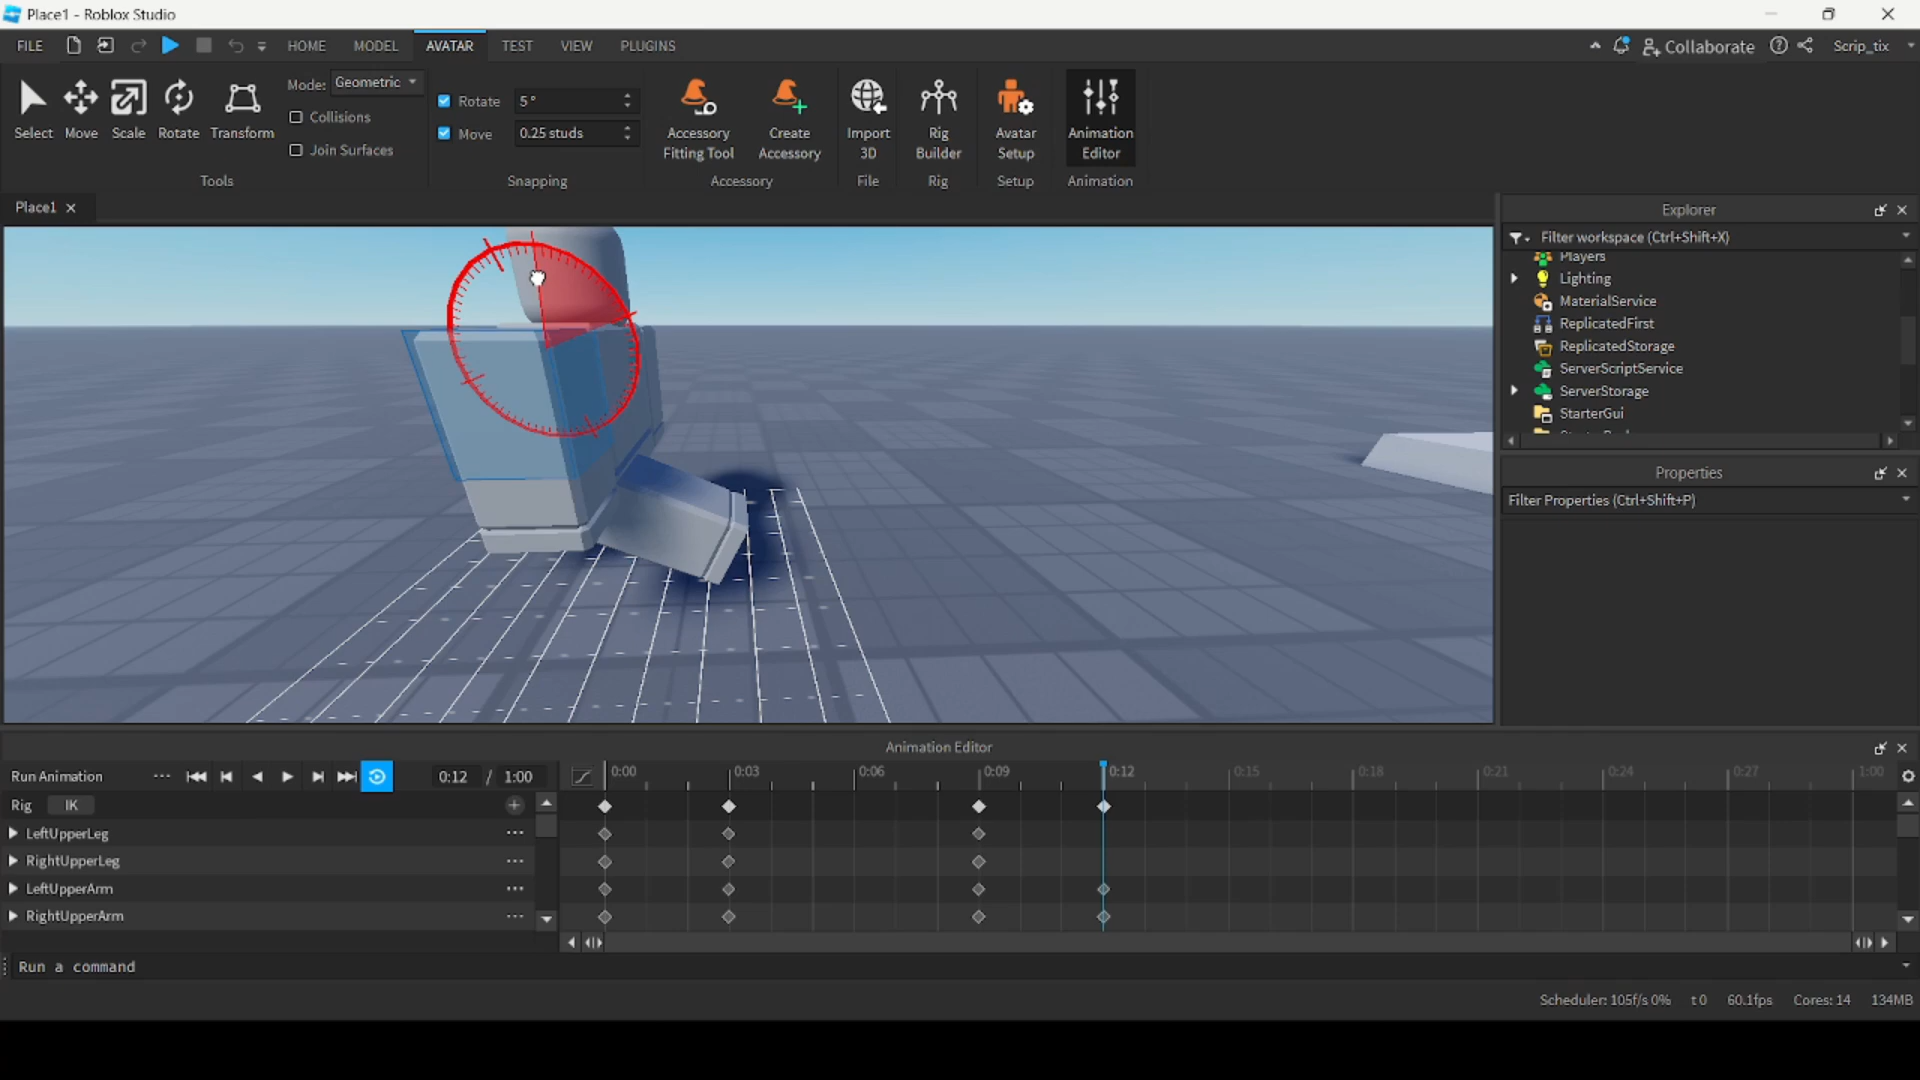 Place1 - Roblox Studio
FILE HOME MODEL AVATAR TEST VIEW PLUGINS Collaborate Scrip_tix
Select Move Scale Rotate Transform
Mode: Geometric
Collisions
Join Surfaces
Tools
Rotate 5 °
Move 0.25 studs
Snapping
Accessory
Fitting Tool
Create
Accessory
Accessory
Import
3D
File
Rig
Builder
Rig
Avatar
Setup
Setup
Animation
Editor
Animation
Place1
Explorer
Filter workspace (Ctrl+Shift+X)
Players
Lighting
MaterialService
ReplicatedFirst
ReplicatedStorage
ServerScriptService
ServerStorage
StarterGui
Properties
Filter Properties (Ctrl+Shift+P)
Animation Editor
Run Animation 0:12 / 1:00
0:00 0:03 0:06 0:09 0:12 0:15 0:18 0:21 0:24 0:27 1:00
Rig IK
LeftUpperLeg
RightUpperLeg
LeftUpperArm
RightUpperArm
Run a command
Scheduler: 105f/s 0% t 0 60.1fps Cores: 14 134MB